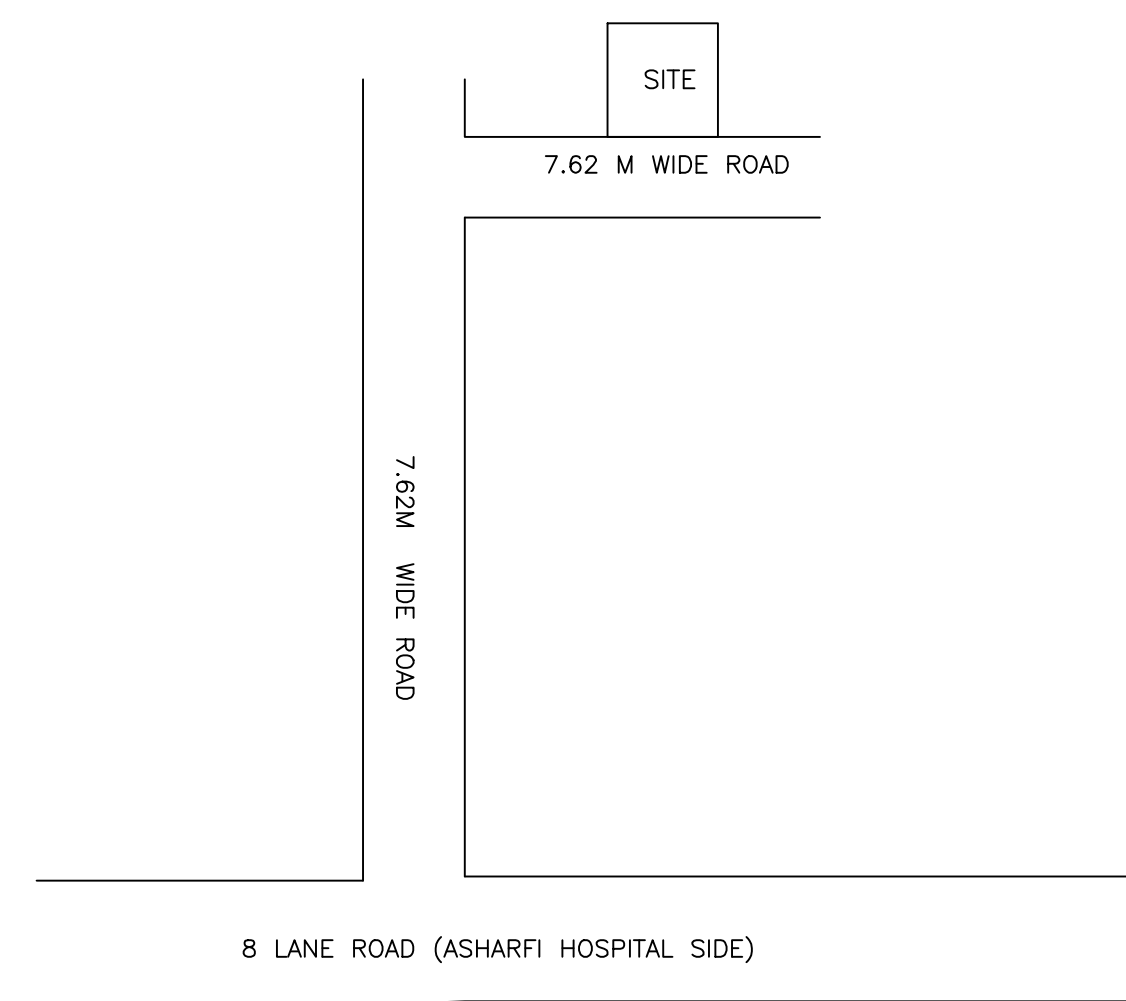 SITE
7.62 M WIDE ROAD
7.62M WIDE ROAD
8 LANE ROAD (ASHARFI HOSPITAL SIDE)